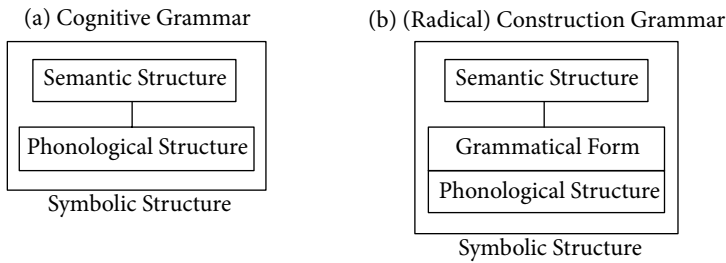 (a) Cognitive Grammar
Semantic Structure
Phonological Structure
Symbolic Structure
(b) (Radical) Construction Grammar
Semantic Structure
Grammatical Form
Phonological Structure
Symbolic Structure